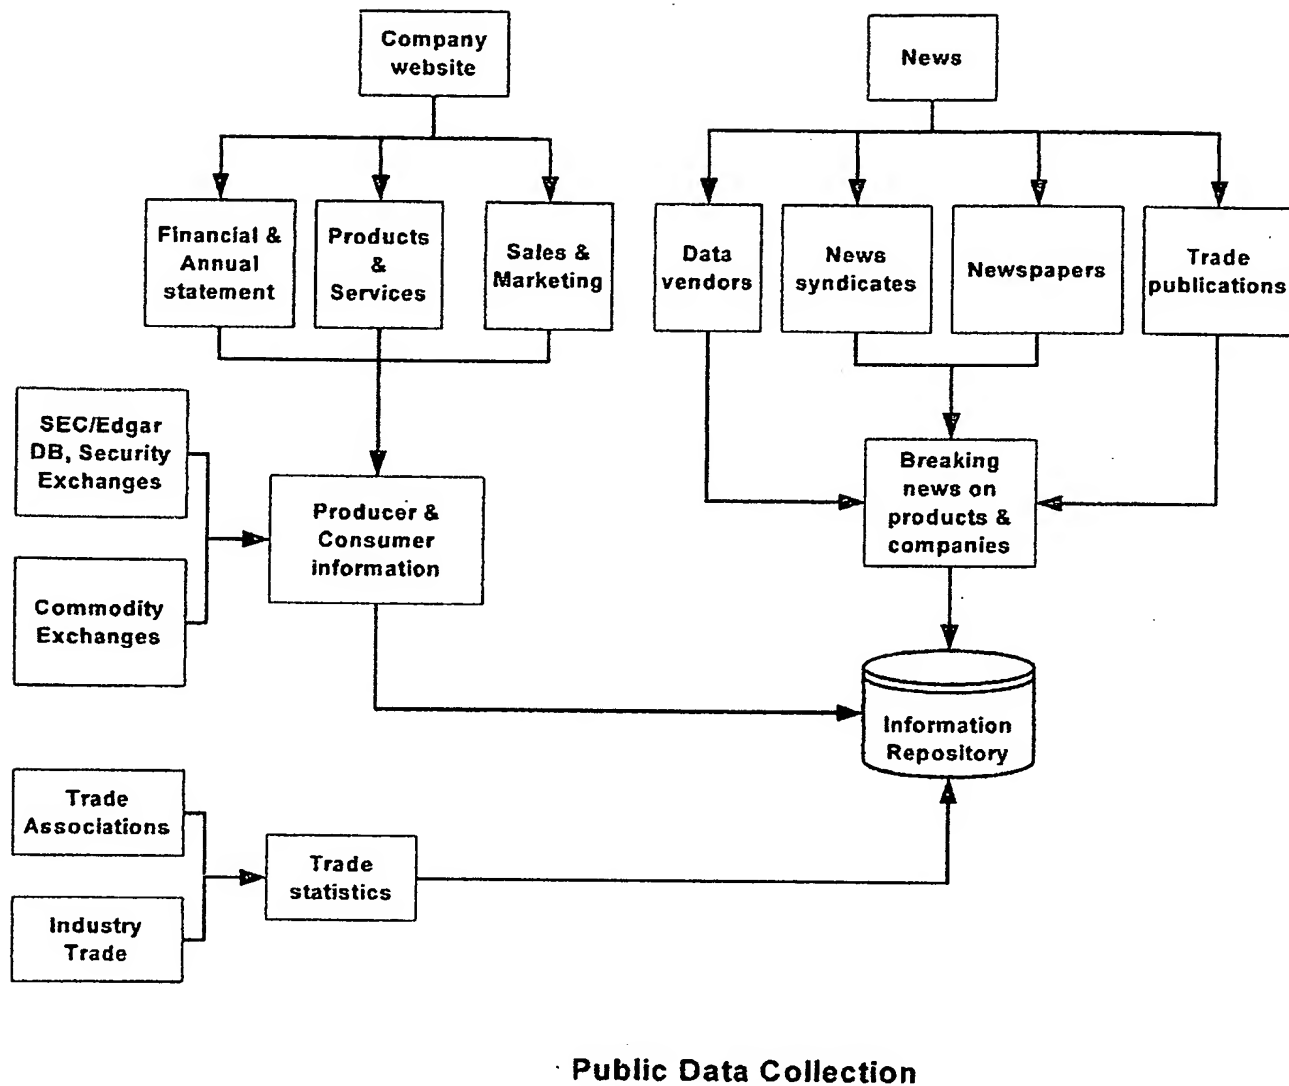 Company
website
News
Financial &
Annual
statement
Products
&
Services
Sales &
Marketing
Data
vendors
News
syndicates
Newspapers
Trade
publications
SEC/Edgar
DB, Security
Exchanges
Commodity
Exchanges
Producer &
Consumer
information
Breaking
news on
products &
companies
Information
Repository
Trade
Associations
Industry
Trade
Trade
statistics
Public Data Collection